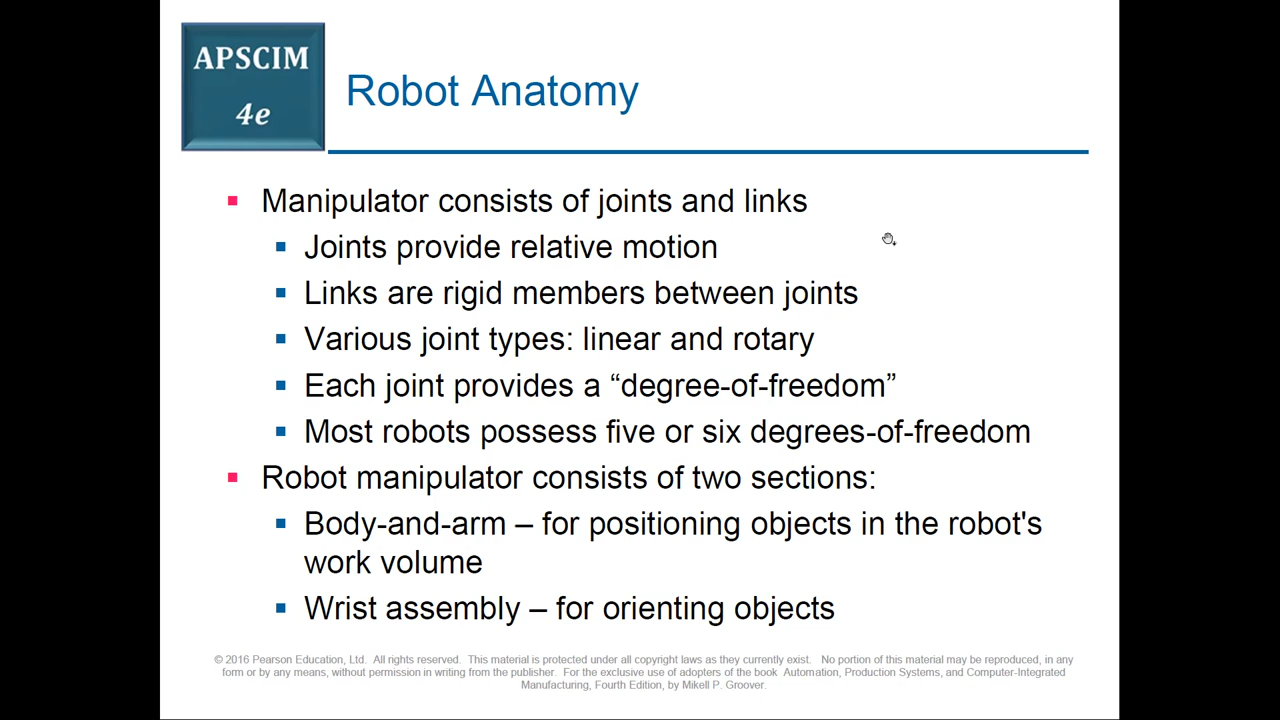 APSCIM
4e
Robot Anatomy
Manipulator consists of joints and links
Joints provide relative motion
Links are rigid members between joints
Various joint types: linear and rotary
Each joint provides a “degree-of-freedom”
Most robots possess five or six degrees-of-freedom
Robot manipulator consists of two sections:
Body-and-arm – for positioning objects in the robot's
work volume
Wrist assembly – for orienting objects
© 2016 Pearson Education, Ltd. All rights reserved. This material is protected under all copyright laws as they currently exist. No portion of this material may be reproduced, in any
form or by any means, without permission in writing from the publisher. For the exclusive use of adopters of the book Automation, Production Systems, and Computer-Integrated
Manufacturing, Fourth Edition, by Mikell P. Groover.